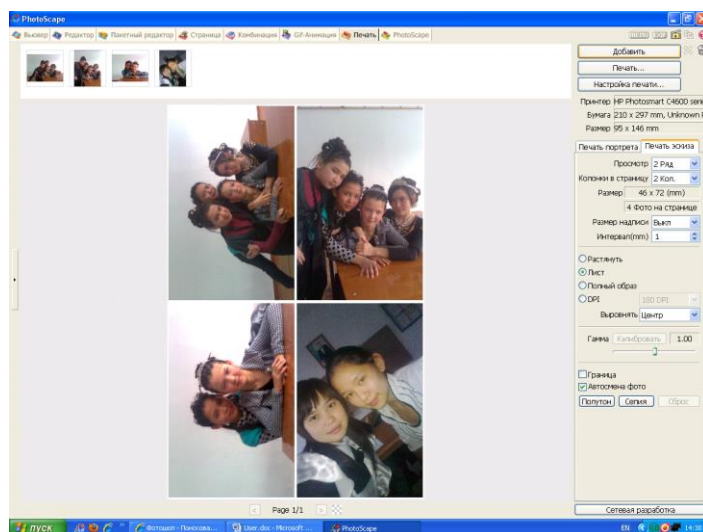 PhotoScape
Вьювер
Редактор
Пакетный редактор
Страница
Комбинация
Gif-Анимация
Печать
PhotoScape
Добавить
Печать...
Настройка печати...
Принтер HP Photosmart C4600 serie
Бумага 210 x 297 mm, Unknown
Размер 95 x 146 mm
Печать портрета Печать эскиза
Просмотр 2 Ряд
Колонки в страницу 2 Кол.
Размер 46 x 72 (mm)
4 Фото на странице
Размер надписи Выкл
Интервал(mm) 1
Растянуть
Лист
Полный образ
DPI 180 DPI
Выровнять Центр
Гамма Калибровать 1.00
Граница
Автосмена фото
Полутон Сепия Сброс
Page 1/1
Сетевая разработка
пуск
Фотошоп - Поискова...
User.doc - Microsoft ...
PhotoScape
EN
14:38